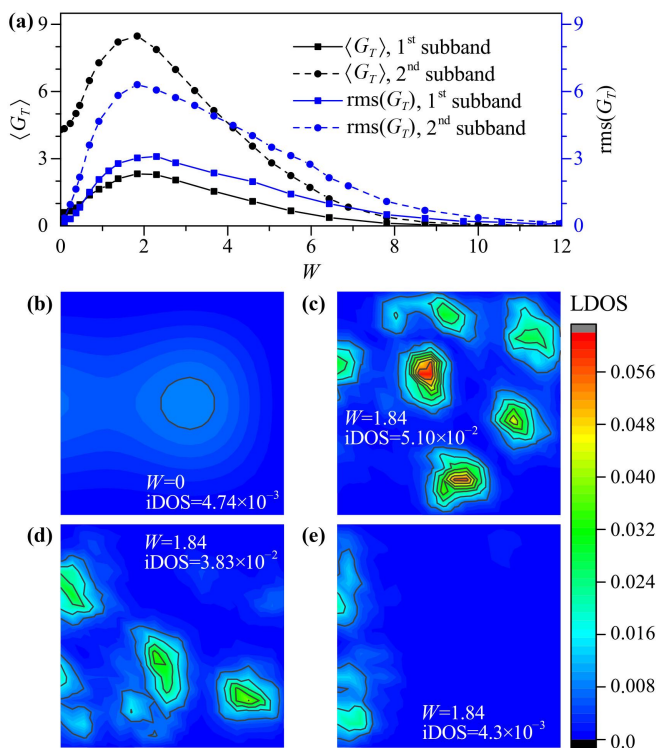 (a)
9
6
3
0
⟨G_T⟩
⟨G_T⟩, 1st subband
⟨G_T⟩, 2nd subband
rms(G_T), 1st subband
rms(G_T), 2nd subband
9
6
3
0
rms(G_T)
0 2 4 6 8 10 12
W
(b)
W=0
iDOS=4.74×10⁻³
(c)
W=1.84
iDOS=5.10×10⁻²
LDOS
0.056
0.048
0.040
0.032
0.024
0.016
0.008
0.0
(d)
W=1.84
iDOS=3.83×10⁻²
(e)
W=1.84
iDOS=4.3×10⁻³